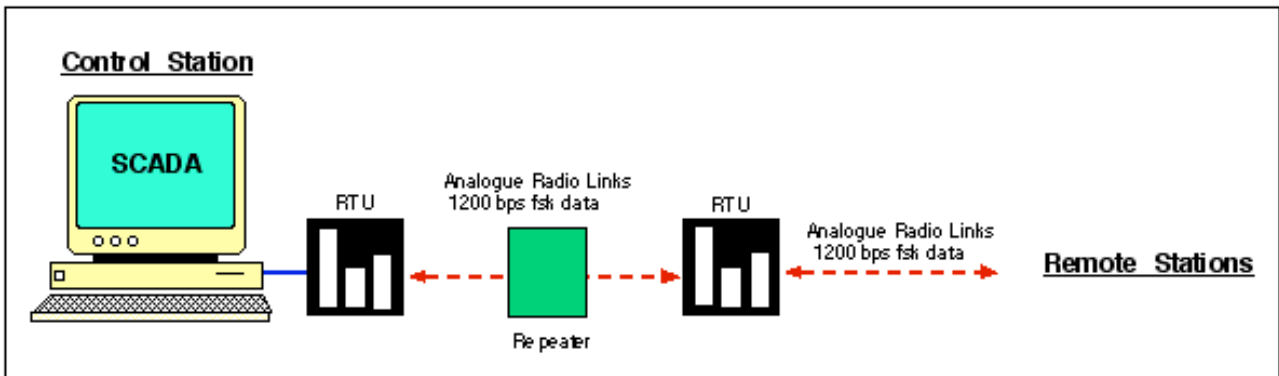 Control Station
SCADA
RTU
Analogue Radio Links
1200 bps fsk data
Repeater
RTU
Analogue Radio Links
1200 bps fsk data
Remote Stations